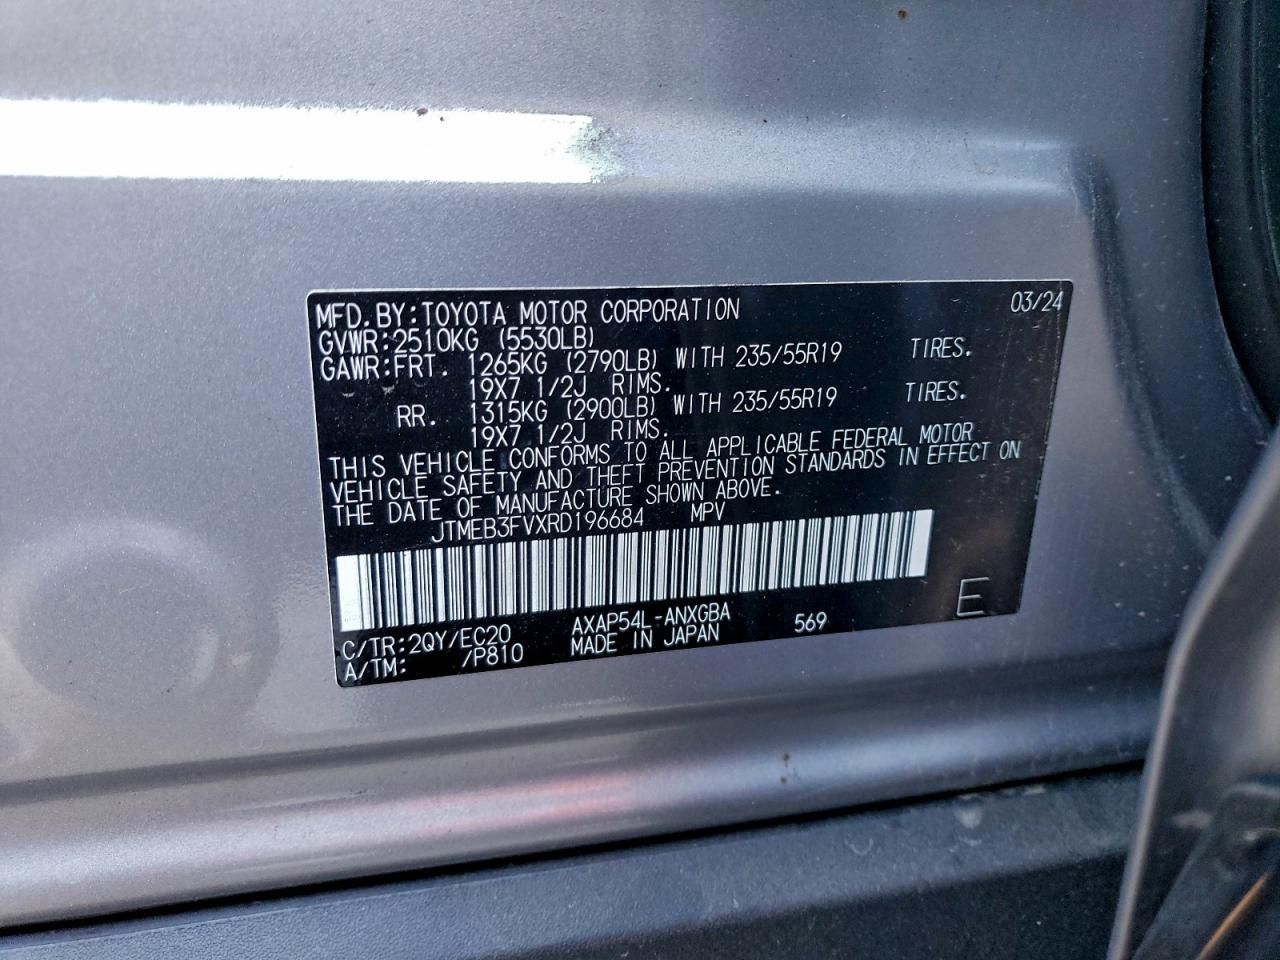 MFD. BY: TOYOTA MOTOR CORPORATION 03/24
GVWR: 2510KG (5530LB)
GAWR: FRT. 1265KG (2790LB) WITH 235/55R19 TIRES.
19X7 1/2J RIMS.
RR. 1315KG (2900LB) WITH 235/55R19 TIRES.
19X7 1/2J RIMS.
THIS VEHICLE CONFORMS TO ALL APPLICABLE FEDERAL MOTOR
VEHICLE SAFETY AND THEFT PREVENTION STANDARDS IN EFFECT ON
THE DATE OF MANUFACTURE SHOWN ABOVE.
JTMEB3FVXRD196684 MPV
C/TR: 2QY/EC20 AXAP54L-ANXGBA 569 E
A/TM: /P810 MADE IN JAPAN